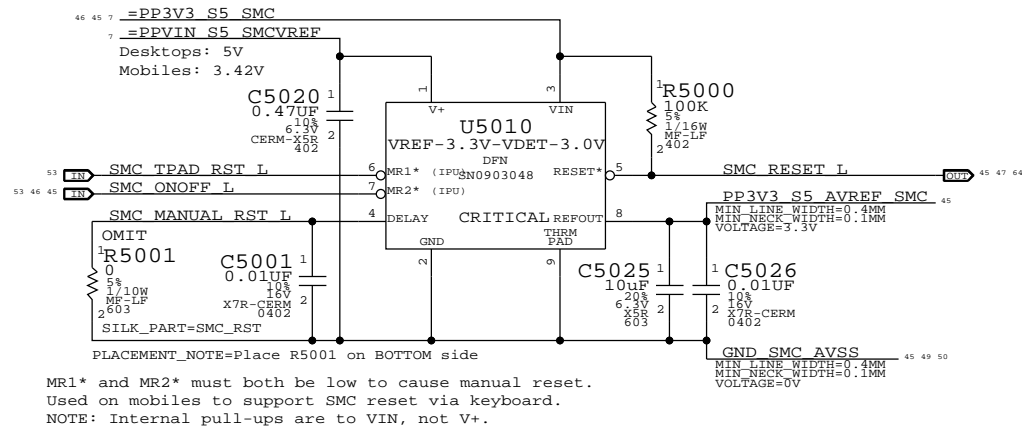 46 45 7 =PP3V3_S5_SMC
7 =PPVIN_S5_SMCVREF
Desktops: 5V
Mobiles: 3.42V
C5020
0.47UF
10%
6.3V
CERM-X5R
402
1
2
1
V+
3
VIN
U5010
VREF-3.3V-VDET-3.0V
DFN
SN0903048
CRITICAL
6 MR1* (IPU)
7 MR2* (IPU)
4 DELAY
RESET* 5
REFOUT 8
THRM
PAD
GND
2
9
1
R5000
100K
5%
1/16W
MF-LF
402
2
53 IN SMC_TPAD_RST_L
53 46 45 IN SMC_ONOFF_L
SMC_MANUAL_RST_L
SMC_RESET_L OUT 45 47 64
PP3V3_S5_AVREF_SMC 45
MIN_LINE_WIDTH=0.4MM
MIN_NECK_WIDTH=0.1MM
VOLTAGE=3.3V
OMIT
1
R5001
0
5%
1/10W
MF-LF
603
2
SILK_PART=SMC_RST
C5001
0.01UF
10%
16V
X7R-CERM
0402
1
2
C5025
10uF
20%
6.3V
X5R
603
1
2
1
2
C5026
0.01UF
10%
16V
X7R-CERM
0402
PLACEMENT_NOTE=Place R5001 on BOTTOM side
GND_SMC_AVSS 45 49 50
MIN_LINE_WIDTH=0.4MM
MIN_NECK_WIDTH=0.1MM
VOLTAGE=0V
MR1* and MR2* must both be low to cause manual reset.
Used on mobiles to support SMC reset via keyboard.
NOTE: Internal pull-ups are to VIN, not V+.